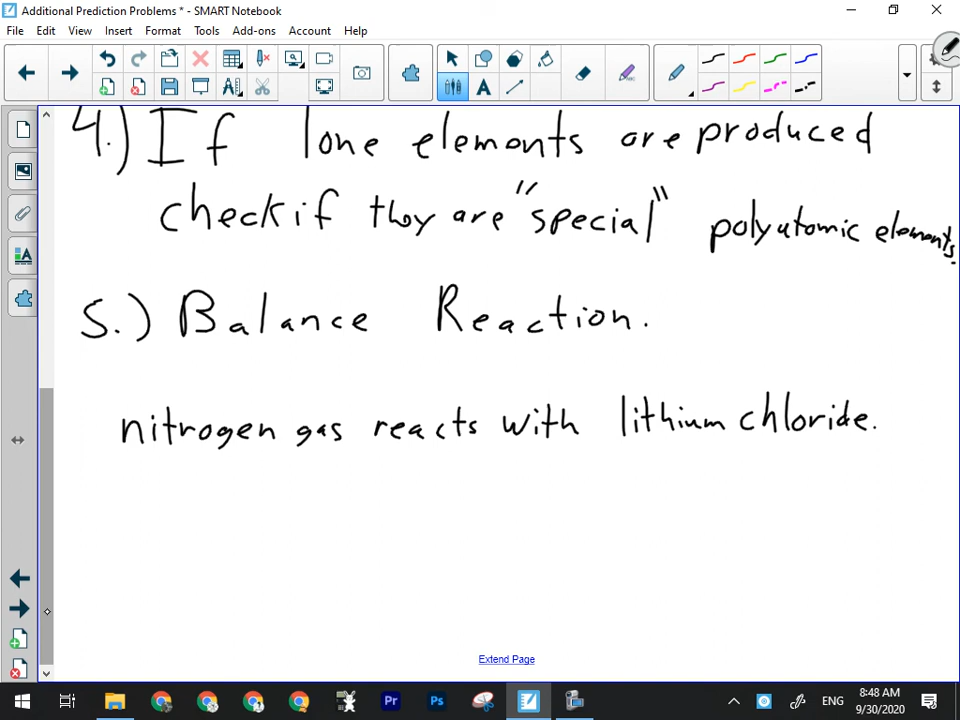 Additional Prediction Problems * - SMART Notebook
File Edit View Insert Format Tools Add-ons Account Help
4.) If lone elements are produced
check if they are "special" polyatomic elements.
5.) Balance Reaction.
nitrogen gas reacts with lithium chloride.
Extend Page
Pr Ps ENG 8:48 AM
9/30/2020